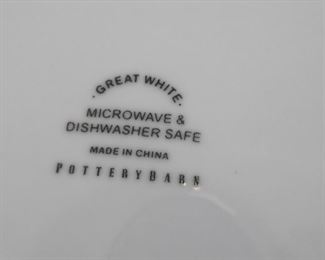 · GREAT WHITE ·
MICROWAVE &
DISHWASHER SAFE
MADE IN CHINA
POTTERYBARN